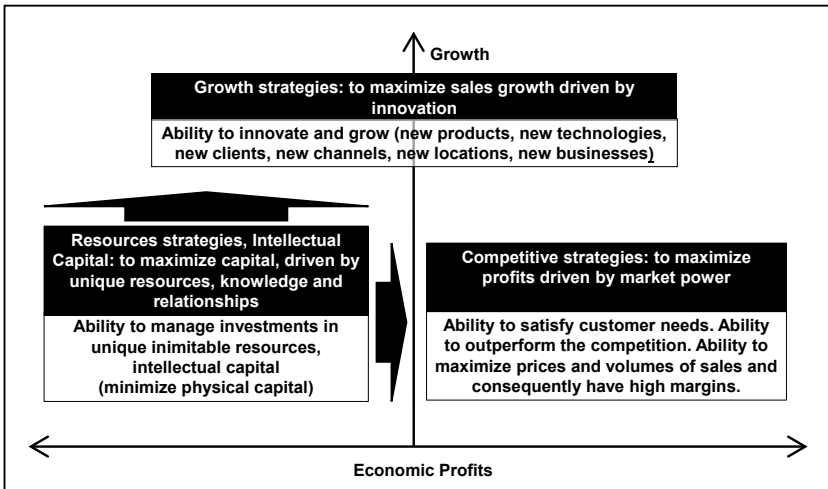 Growth
Growth strategies: to maximize sales growth driven by
innovation
Ability to innovate and grow (new products, new technologies,
new clients, new channels, new locations, new businesses)
Resources strategies, Intellectual
Capital: to maximize capital, driven by
unique resources, knowledge and
relationships
Ability to manage investments in
unique inimitable resources,
intellectual capital
(minimize physical capital)
Competitive strategies: to maximize
profits driven by market power
Ability to satisfy customer needs. Ability
to outperform the competition. Ability to
maximize prices and volumes of sales and
consequently have high margins.
Economic Profits